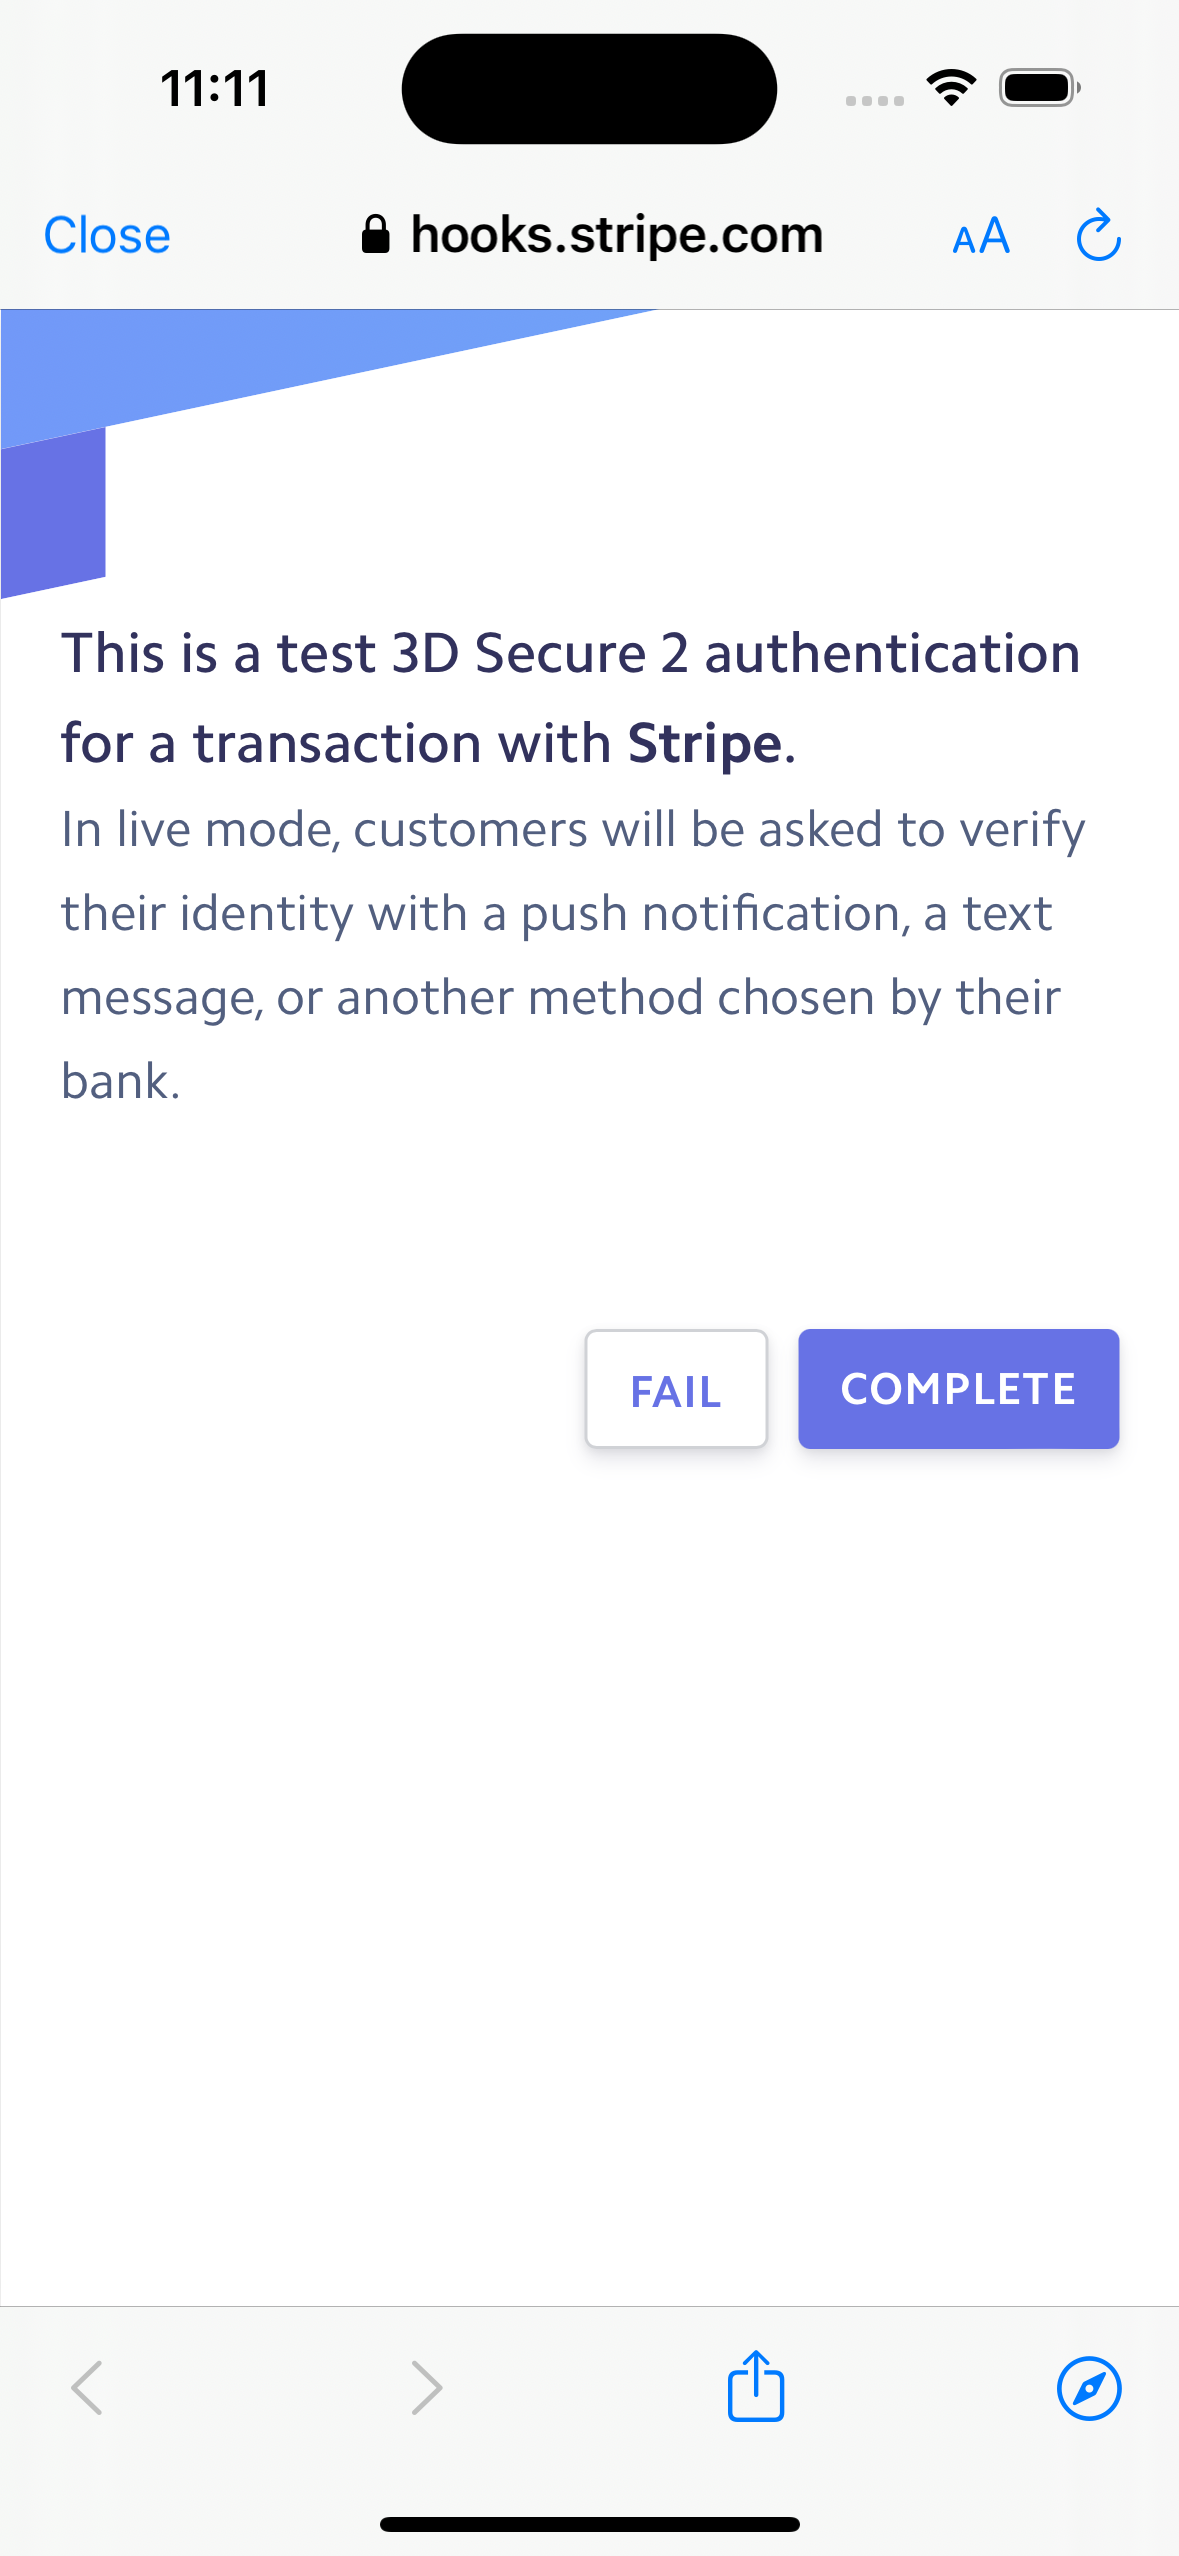 11:11
Close
hooks.stripe.com
AA
This is a test 3D Secure 2 authentication
for a transaction with Stripe.
In live mode, customers will be asked to verify
their identity with a push notification, a text
message, or another method chosen by their
bank.
FAIL
COMPLETE